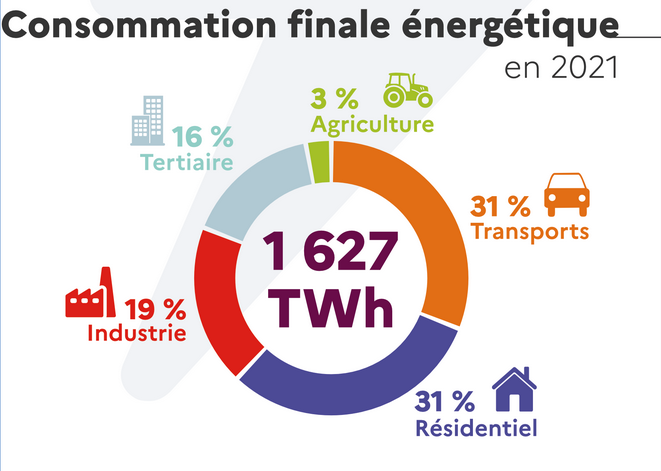 Consommation finale énergétique
en 2021
3 %
Agriculture
16 %
Tertiaire
31 %
Transports
1 627
TWh
19 %
Industrie
31 %
Résidentiel